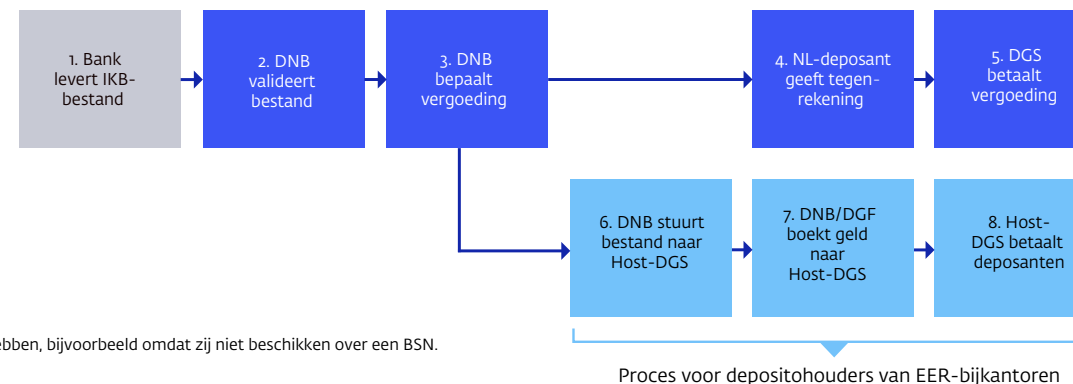 1. Bank
levert IKB-
bestand
2. DNB
valideert
bestand
3. DNB
bepaalt
vergoeding
4. NL-deposant
geeft tegen-
rekening
5. DGS
betaalt
vergoeding
6. DNB stuurt
bestand naar
Host-DGS
7. DNB/DGF
boekt geld
naar
Host-DGS
8. Host-
DGS betaalt
deposanten
ebben, bijvoorbeeld omdat zij niet beschikken over een BSN.
Proces voor depositohouders van EER-bijkantoren